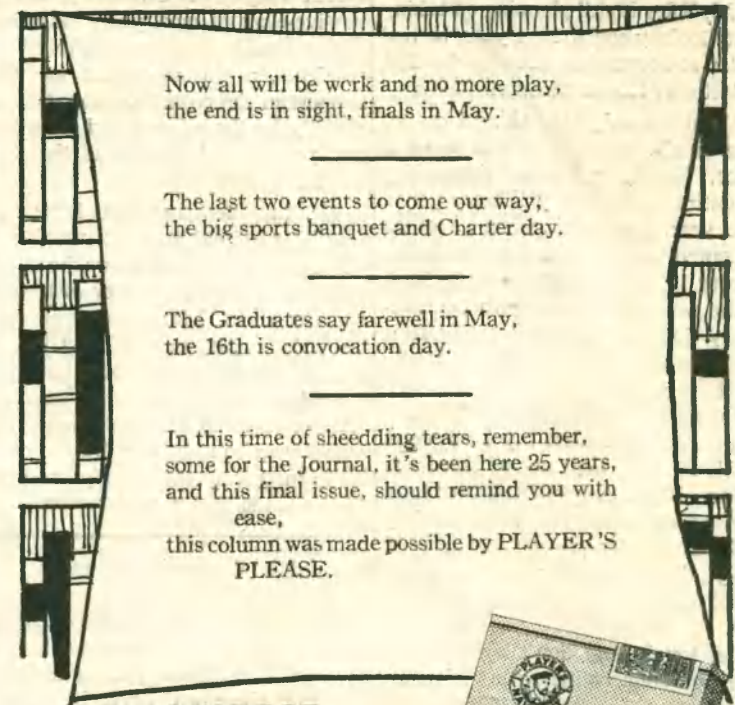 Now all will be work and no more play,
the end is in sight, finals in May.
The last two events to come our way,
the big sports banquet and Charter day.
The Graduates say farewell in May,
the 16th is convocation day.
In this time of sheedding tears, remember,
some for the Journal, it's been here 25 years,
and this final issue, should remind you with
ease,
this column was made possible by PLAYER'S
PLEASE.
PLAYER'S